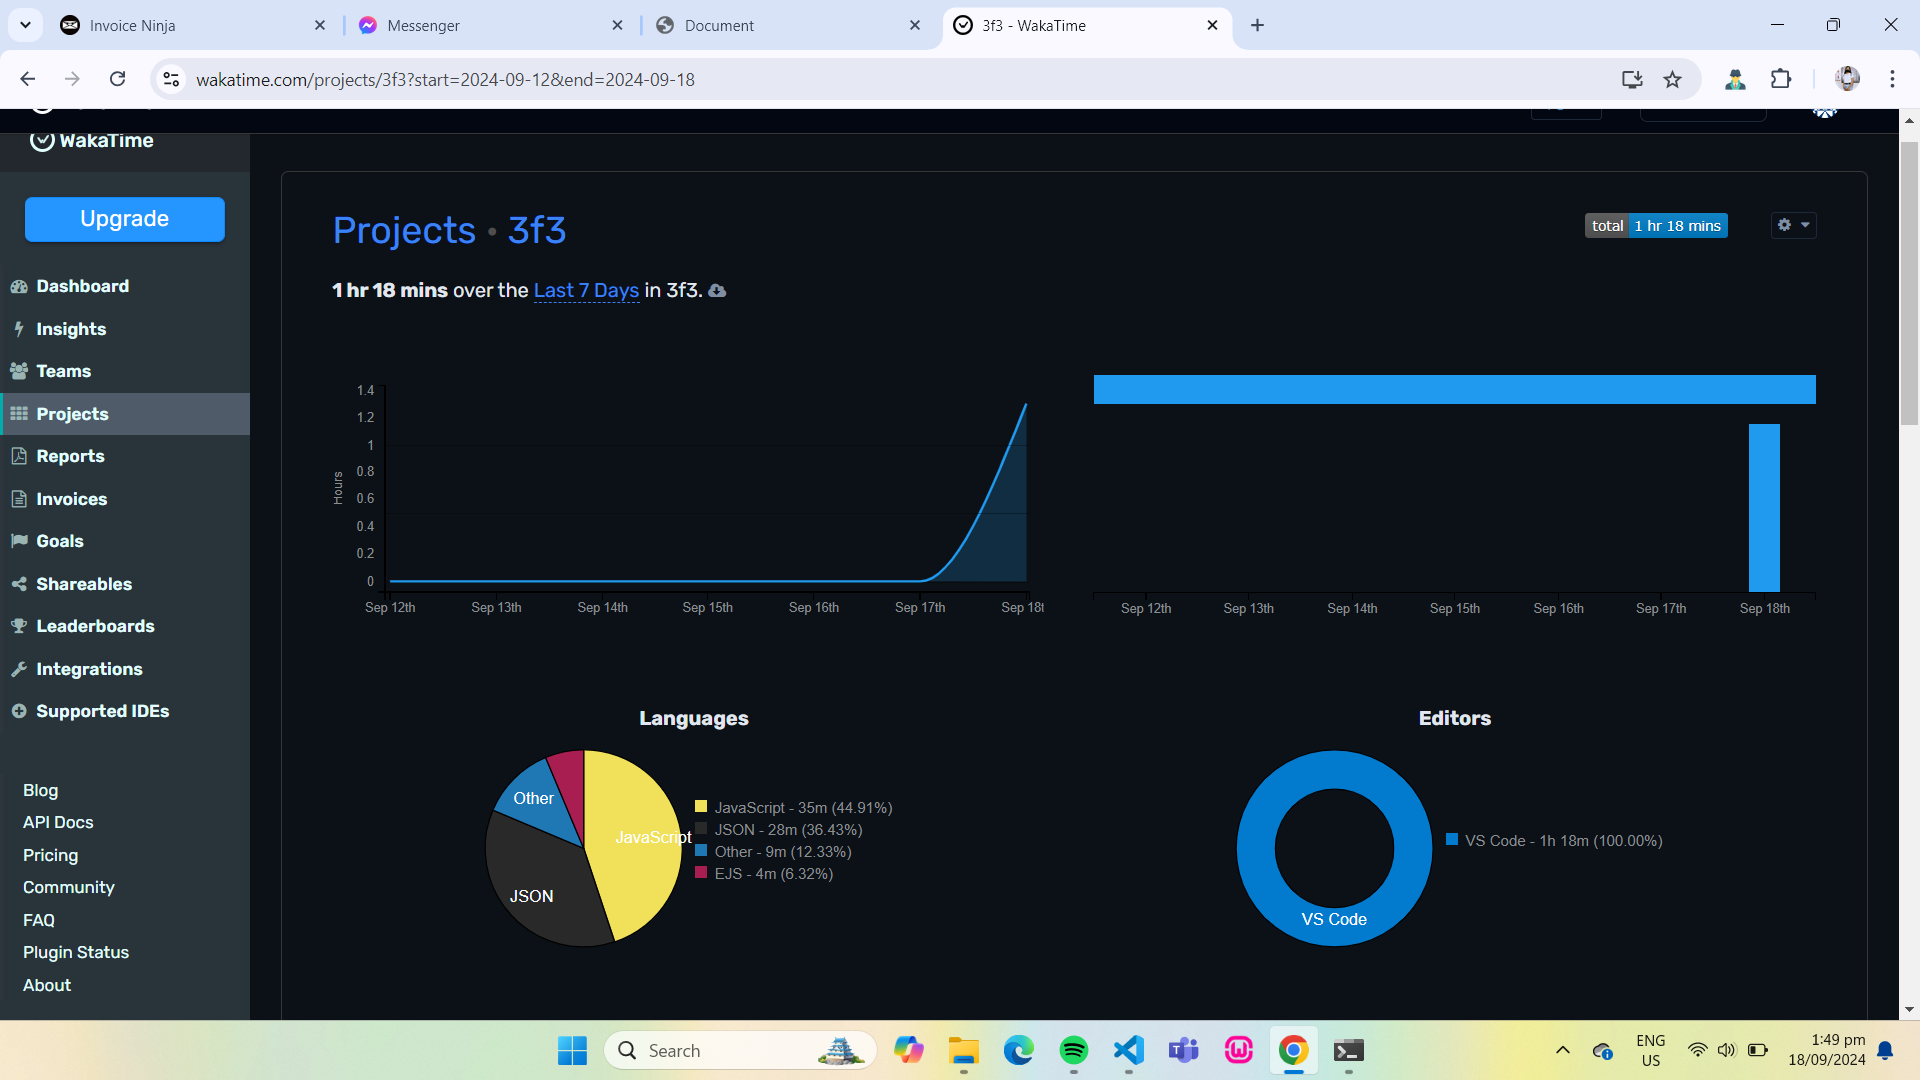 Invoice Ninja
Messenger
Document
3f3 - WakaTime
wakatime.com/projects/3f3?start=2024-09-12&end=2024-09-18
WakaTime
Upgrade
Dashboard
Insights
Teams
Projects
Reports
Invoices
Goals
Shareables
Leaderboards
Integrations
Supported IDEs
Blog
API Docs
Pricing
Community
FAQ
Plugin Status
About
Projects • 3f3
total 1 hr 18 mins
1 hr 18 mins over the Last 7 Days in 3f3.
Hours
1.4
1.2
1
0.8
0.6
0.4
0.2
0
Sep 12th Sep 13th Sep 14th Sep 15th Sep 16th Sep 17th Sep 18t
Sep 12th Sep 13th Sep 14th Sep 15th Sep 16th Sep 17th Sep 18th
Languages
Other
JavaScript
JSON
JavaScript - 35m (44.91%)
JSON - 28m (36.43%)
Other - 9m (12.33%)
EJS - 4m (6.32%)
Editors
VS Code
VS Code - 1h 18m (100.00%)
Search
ENG
US
1:49 pm
18/09/2024